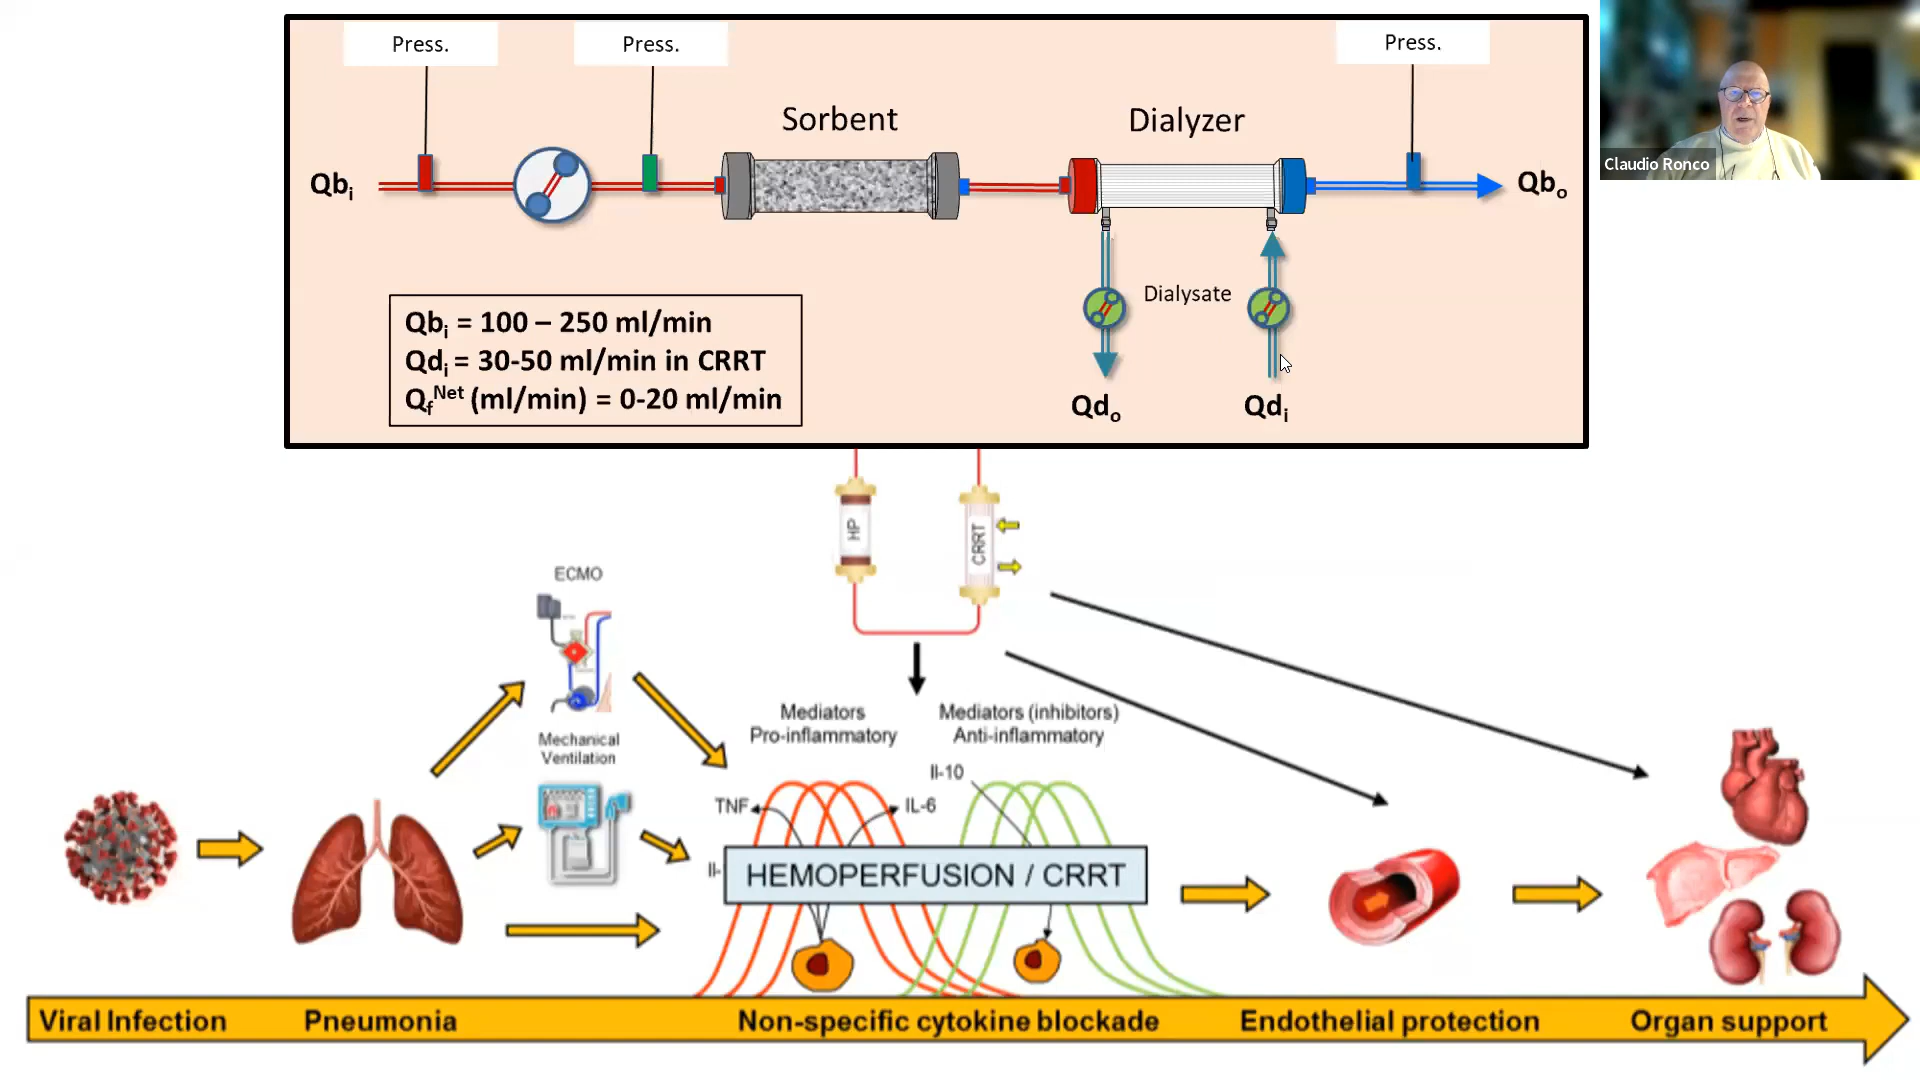 Press.
Press.
Press.
Sorbent
Dialyzer
Claudio Ronco
Qbi
Qbo
Dialysate
Qbi = 100 – 250 ml/min
Qdi = 30-50 ml/min in CRRT
QfNet (ml/min) = 0-20 ml/min
Qdo
Qdi
HP
CRRT
ECMO
Mediators
Pro-inflammatory
Mediators (inhibitors)
Anti-inflammatory
Mechanical
Ventilation
Il-10
TNF
IL-6
Il-
HEMOPERFUSION / CRRT
Viral Infection
Pneumonia
Non-specific cytokine blockade
Endothelial protection
Organ support